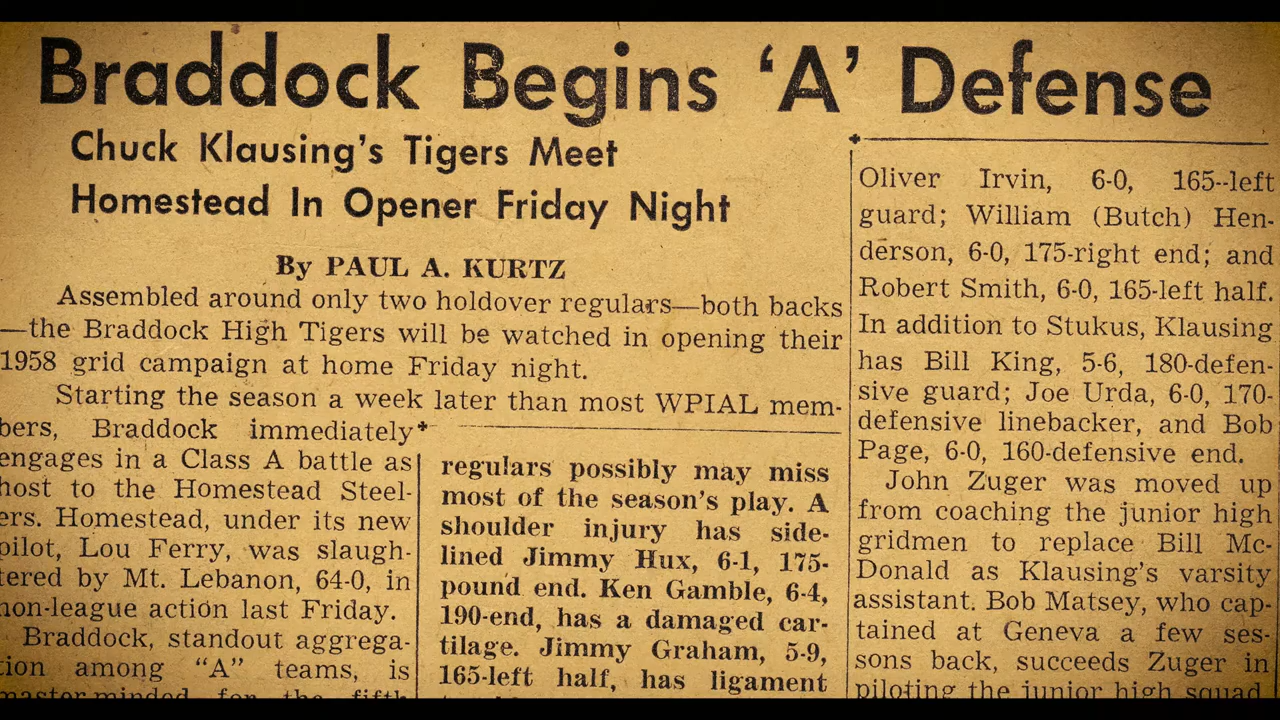 Braddock Begins ‘A’ Defense
Chuck Klausing's Tigers Meet
Homestead In Opener Friday Night
By PAUL A. KURTZ
Assembled around only two holdover regulars—both backs
—the Braddock High Tigers will be watched in opening their
1958 grid campaign at home Friday night.
Starting the season a week later than most WPIAL mem-
bers, Braddock immediately
engages in a Class A battle as
host to the Homestead Steel-
ers. Homestead, under its new
pilot, Lou Ferry, was slaugh-
tered by Mt. Lebanon, 64-0, in
non-league action last Friday.
Braddock, standout aggrega-
tion among "A" teams, is
master-minded for the fifth
regulars possibly may miss
most of the season's play. A
shoulder injury has side-
lined Jimmy Hux, 6-1, 175-
pound end. Ken Gamble, 6-4,
190-end, has a damaged car-
tilage. Jimmy Graham, 5-9,
165-left half, has ligament
Oliver Irvin, 6-0, 165--left
guard; William (Butch) Hen-
derson, 6-0, 175-right end; and
Robert Smith, 6-0, 165-left half.
In addition to Stukus, Klausing
has Bill King, 5-6, 180-defen-
sive guard; Joe Urda, 6-0, 170-
defensive linebacker, and Bob
Page, 6-0, 160-defensive end.
John Zuger was moved up
from coaching the junior high
gridmen to replace Bill Mc-
Donald as Klausing's varsity
assistant. Bob Matsey, who cap-
tained at Geneva a few ses-
sons back, succeeds Zuger in
piloting the junior high squad.